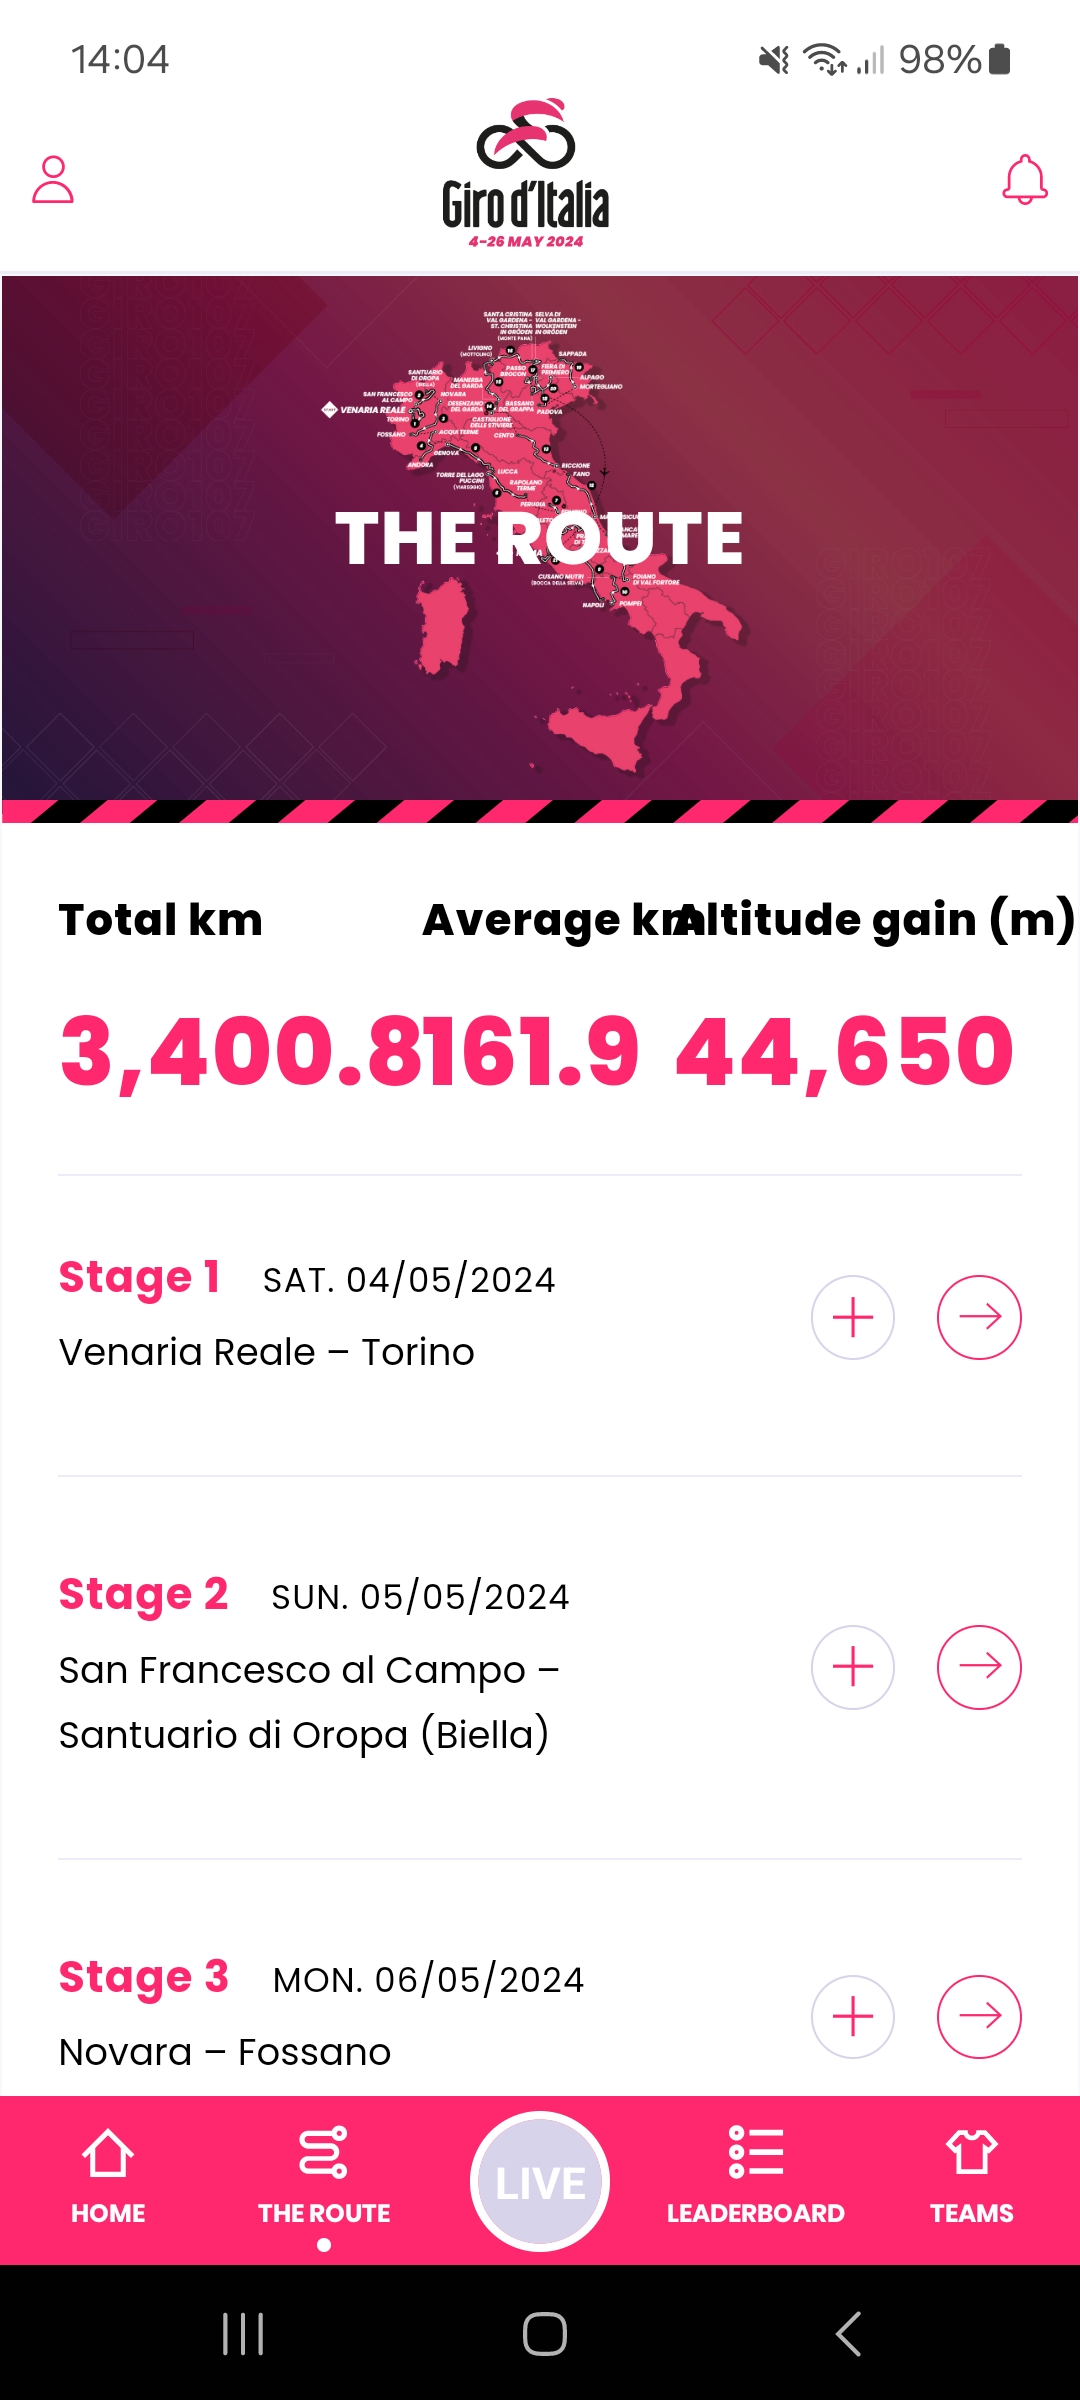 14:04
98%
Giro d'Italia
4-26 MAY 2024
SANTA CRISTINA
VAL GARDENA -
ST. CHRISTINA
IN GRÖDEN
(MONTE PANA)
SELVA DI
VAL GARDENA -
WOLKENSTEIN
IN GRÖDEN
LIVIGNO
(MOTTOLINO)
SAPPADA
PASSO
BROCON
FIERA DI
PRIMIERO
ALPAGO
MORTEGLIANO
SANTUARIO
DI OROPA
(BIELLA)
MANERBA
DEL GARDA
SAN FRANCESCO
AL CAMPO
NOVARA
VENARIA REALE
DESENZANO
DEL GARDA
BASSANO
DEL GRAPPA
PADOVA
TORINO
CASTIGLIONE
DELLE STIVIERE
FOSSANO
ACQUI TERME
CENTO
GENOVA
ANDORA
LUCCA
RICCIONE
FANO
TORRE DEL LAGO
PUCCINI
(VIAREGGIO)
RAPOLANO
TERME
PERUGIA
THE ROUTE
CUSANO MUTRI
(BOCCA DELLA SELVA)
FOIANO
DI VAL FORTORE
NAPOLI
POMPEI
Total km
Average km
Altitude gain (m)
3,400.8
161.9
44,650
Stage 1 SAT. 04/05/2024
Venaria Reale – Torino
Stage 2 SUN. 05/05/2024
San Francesco al Campo –
Santuario di Oropa (Biella)
Stage 3 MON. 06/05/2024
Novara – Fossano
HOME
THE ROUTE
LIVE
LEADERBOARD
TEAMS